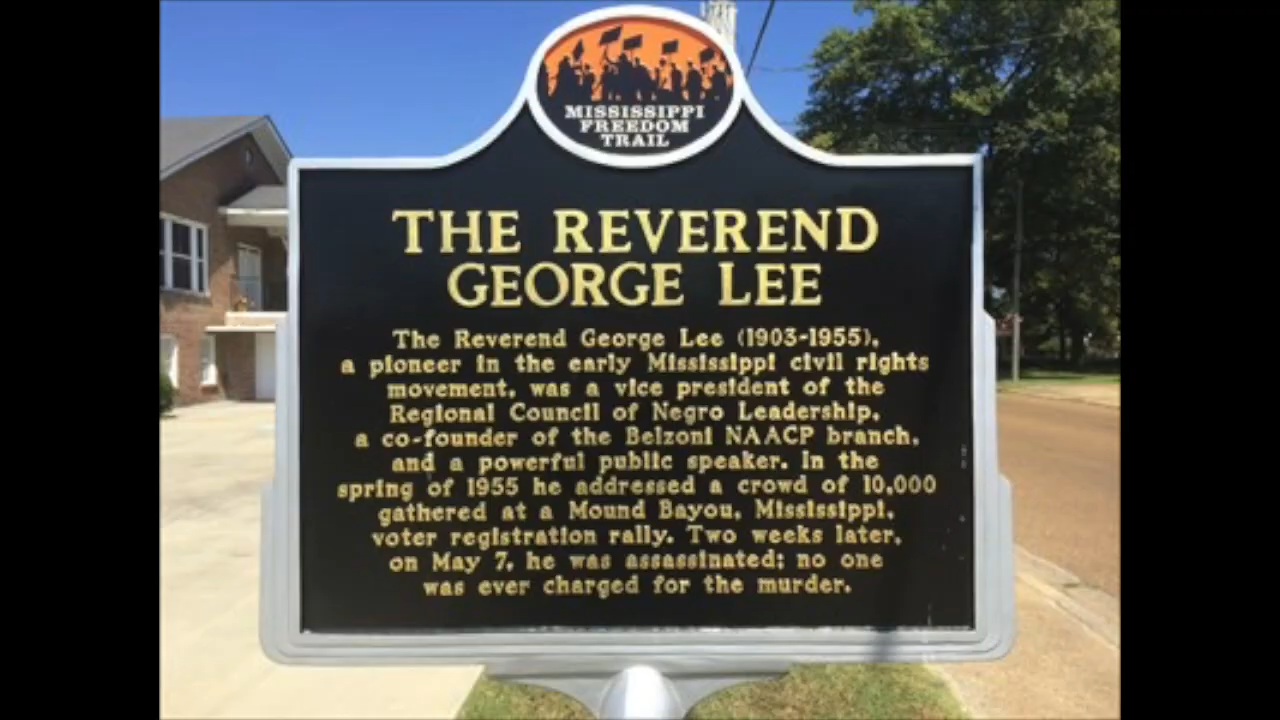 MISSISSIPPI
FREEDOM
TRAIL
THE REVEREND
GEORGE LEE
The Reverend George Lee (1903-1955),
a pioneer in the early Mississippi civil rights
movement, was a vice president of the
Regional Council of Negro Leadership,
a co-founder of the Belzoni NAACP branch,
and a powerful public speaker. In the
spring of 1955 he addressed a crowd of 10,000
gathered at a Mound Bayou, Mississippi,
voter registration rally. Two weeks later,
on May 7, he was assassinated; no one
was ever charged for the murder.